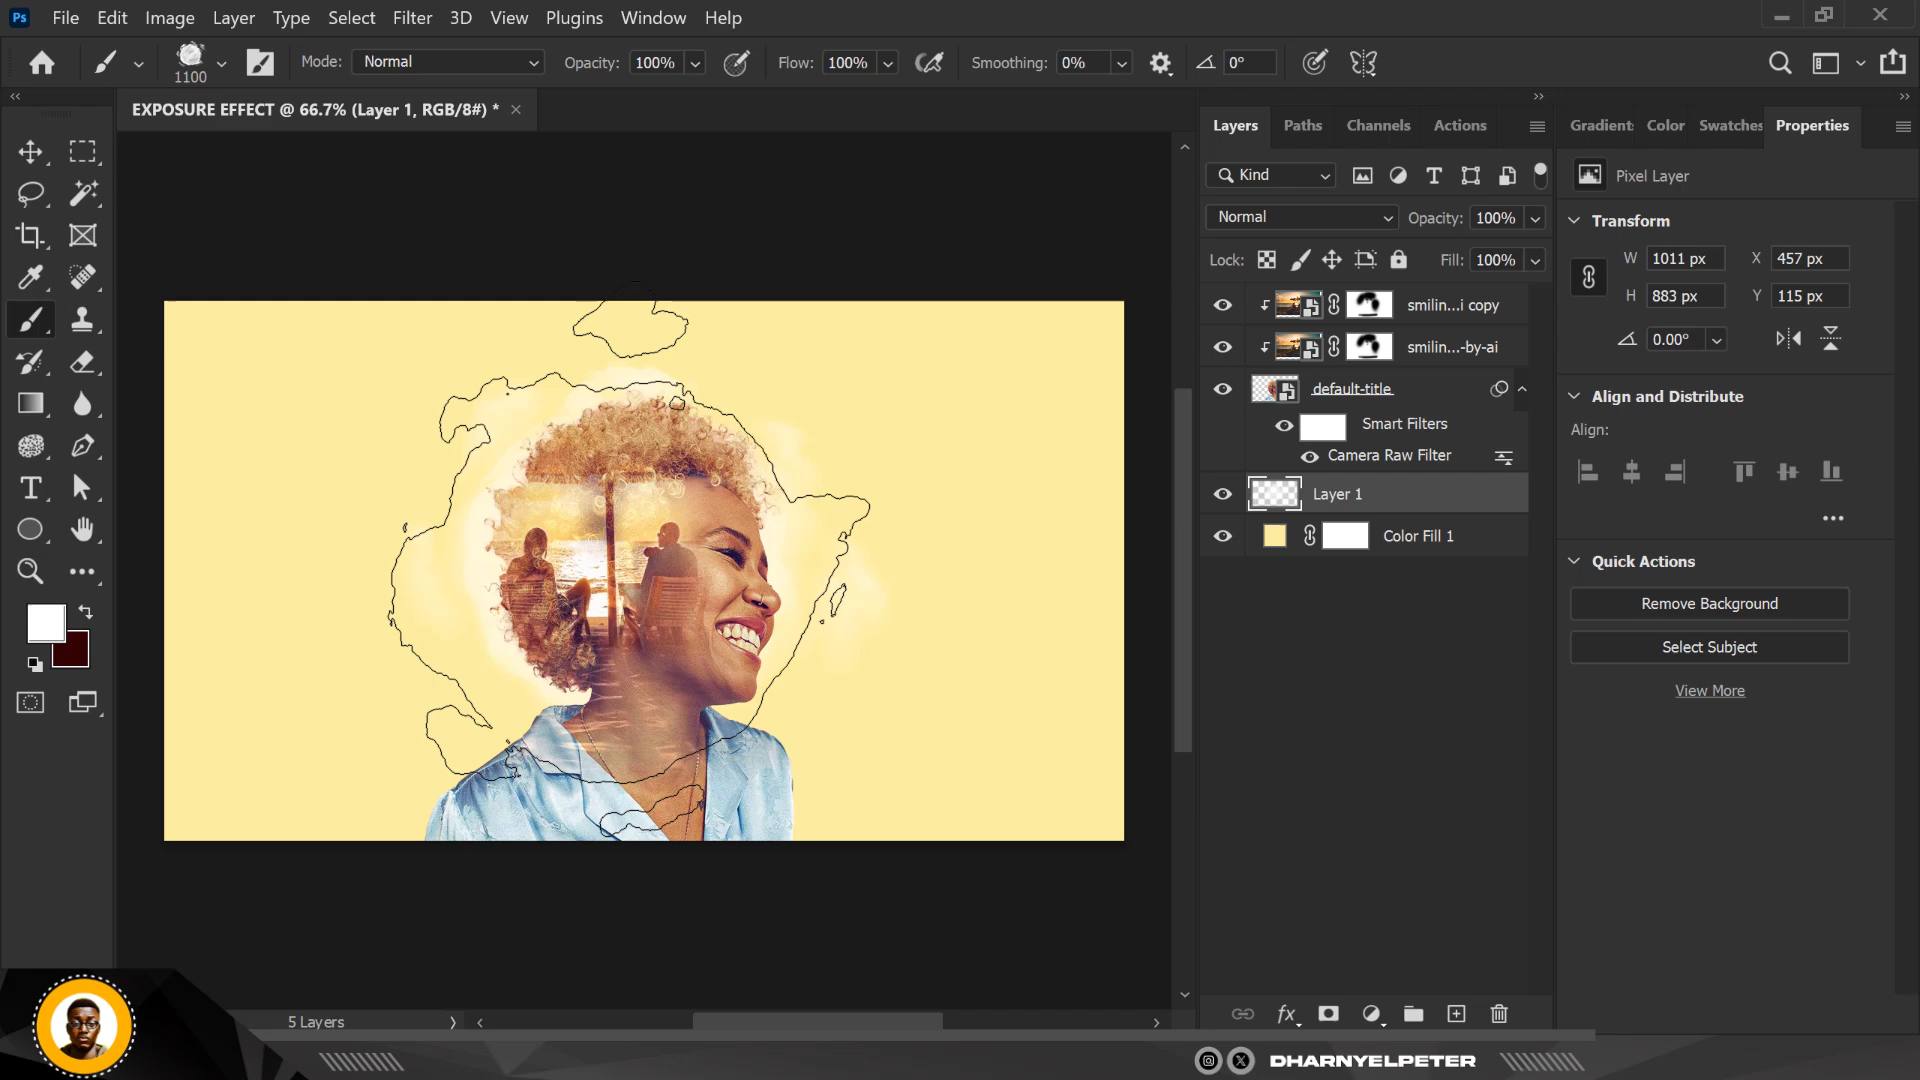 Ps File Edit Image Layer Type Select Filter 3D View Plugins Window Help
1100 Mode: Normal Opacity: 100% Flow: 100% Smoothing: 0% 0°
EXPOSURE EFFECT @ 66.7% (Layer 1, RGB/8#) *
Layers Paths Channels Actions
Kind
Normal Opacity: 100%
Lock: Fill: 100%
smilin...i copy
smilin...-by-ai
default-title
Smart Filters
Camera Raw Filter
Layer 1
Color Fill 1
Color Swatches Properties
Pixel Layer
Transform
W 1011 px X 457 px
H 883 px Y 115 px
0.00°
Align and Distribute
Align:
Quick Actions
Remove Background
Select Subject
View More
5 Layers
DHARNYELPETER